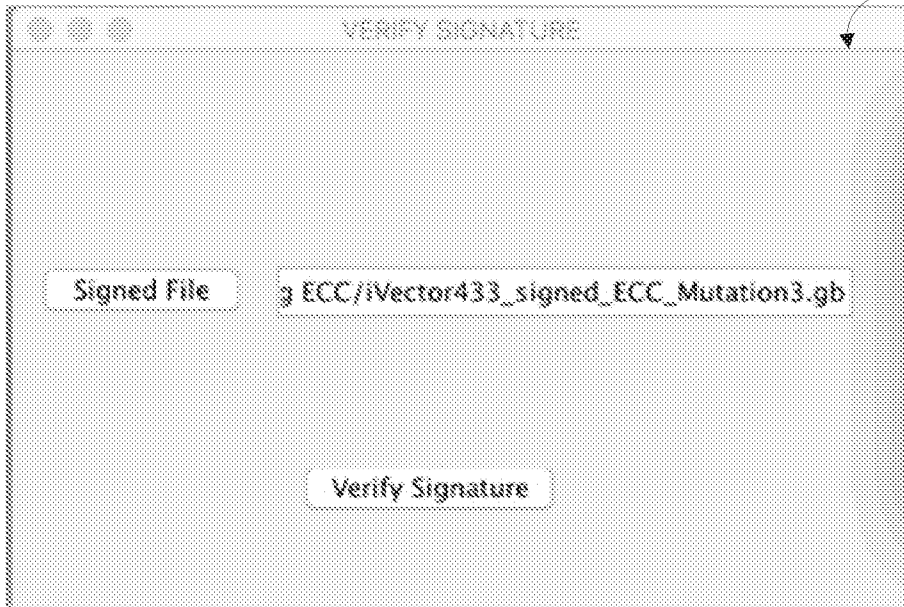 VERIFY SIGNATURE
Signed File
g ECC/iVector433_signed_ECC_Mutation3.gb
Verify Signature